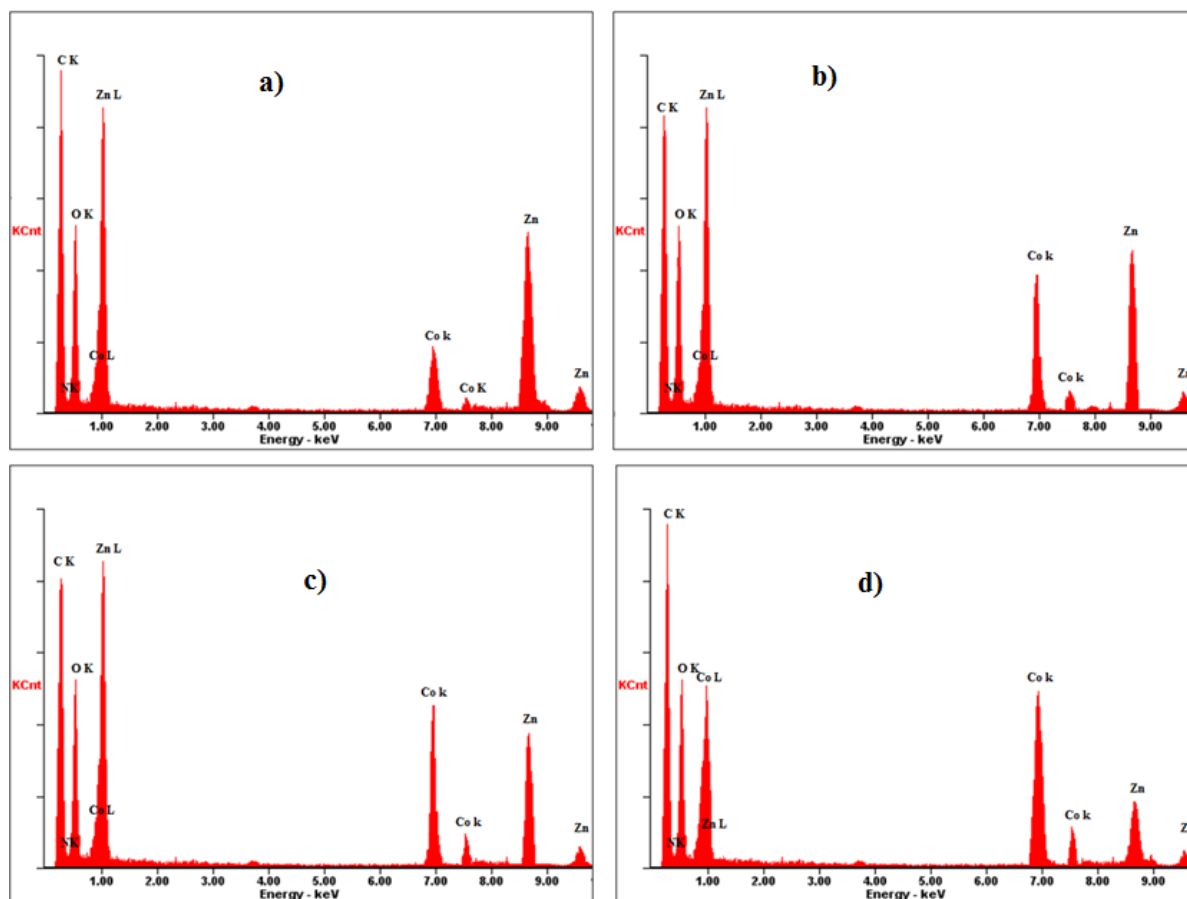 a)
C K
Zn L
O K
Zn
KCnt
Co k
Co L
Co K
Zn
NK
1.00 2.00 3.00 4.00 5.00 6.00 7.00 8.00 9.00
Energy - keV
b)
C K
Zn L
O K
Zn
KCnt
Co k
Co L
Co k
Zn
NK
1.00 2.00 3.00 4.00 5.00 6.00 7.00 8.00 9.00
Energy - keV
c)
C K
Zn L
O K
KCnt
Co k
Zn
Co L
Co k
Zn
NK
1.00 2.00 3.00 4.00 5.00 6.00 7.00 8.00 9.00
Energy - keV
d)
C K
O K
Co L
KCnt
Co k
Zn
Zn L
Co k
Z
NK
1.00 2.00 3.00 4.00 5.00 6.00 7.00 8.00 9.00
Energy - keV